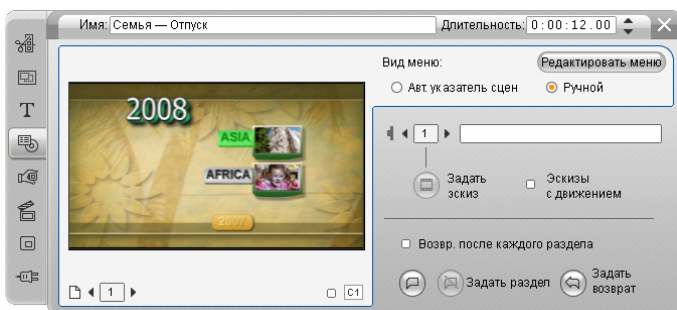 Имя: Семья — Отпуск
Длительность: 0:00:12.00
Вид меню:
Редактировать меню
Авт. указатель сцен
Ручной
T
2008
ASIA
AFRICA
2007
1
Задать эскиз
Эскизы с движением
Возвр. после каждого раздела
Задать раздел
Задать возврат
1
C1